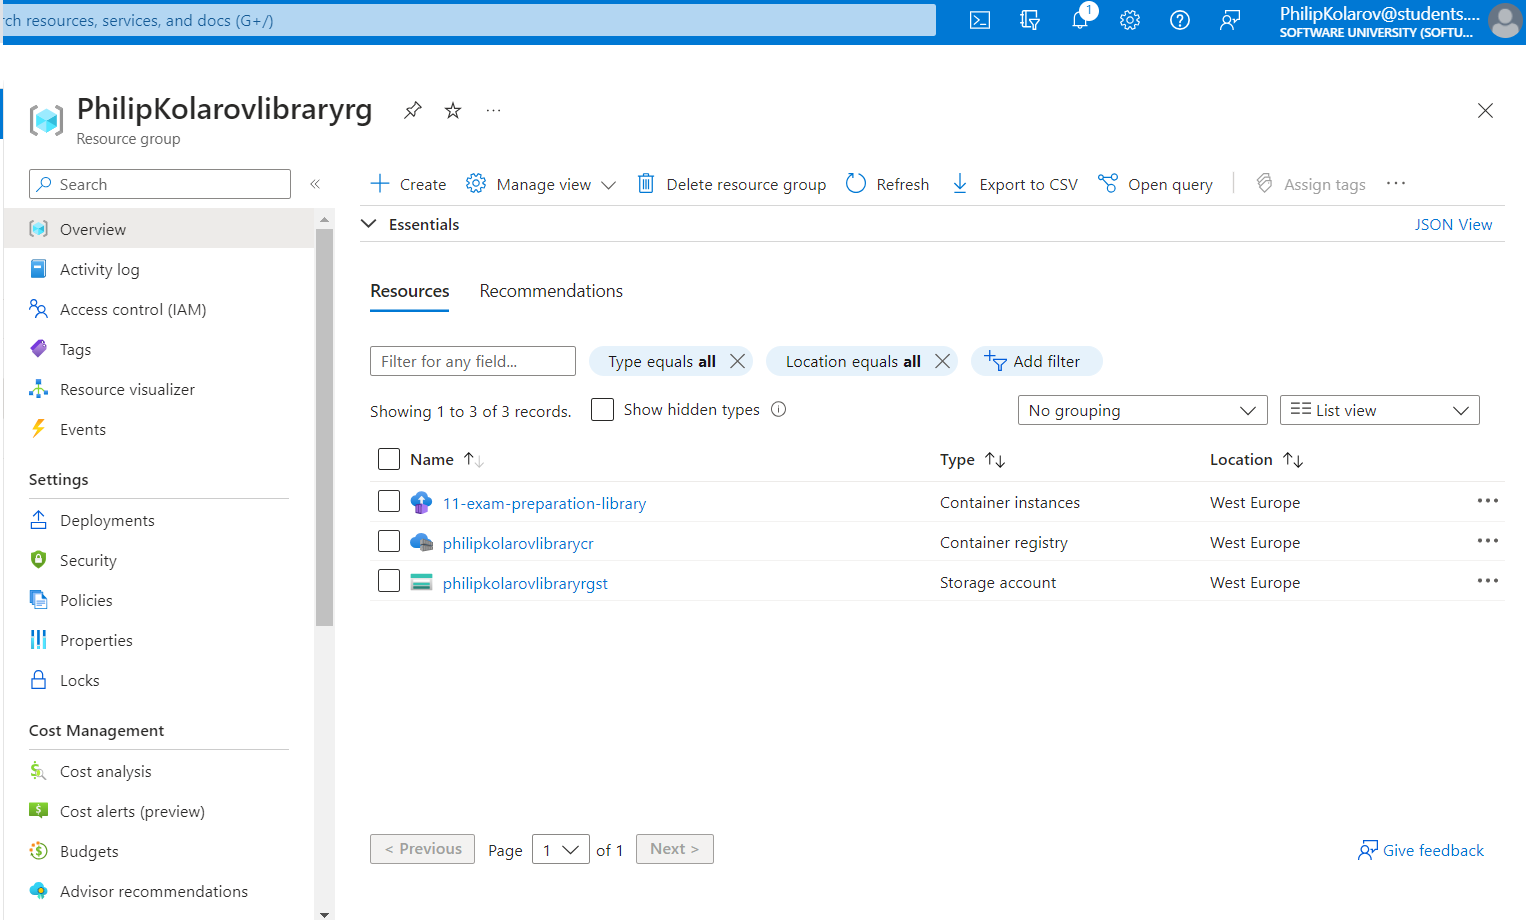 rch resources, services, and docs (G+/)
1
PhilipKolarov@students....
SOFTWARE UNIVERSITY (SOFTU...
PhilipKolarovlibraryrg
Resource group
Search
Overview
Activity log
Access control (IAM)
Tags
Resource visualizer
Events
Settings
Deployments
Security
Policies
Properties
Locks
Cost Management
Cost analysis
Cost alerts (preview)
Budgets
Advisor recommendations
Create Manage view Delete resource group Refresh Export to CSV Open query Assign tags
Essentials JSON View
Resources Recommendations
Filter for any field... Type equals all Location equals all Add filter
Showing 1 to 3 of 3 records. Show hidden types No grouping List view
Name Type Location
11-exam-preparation-library Container instances West Europe
philipkolarovlibrarycr Container registry West Europe
philipkolarovlibraryrgst Storage account West Europe
< Previous Page 1 of 1 Next > Give feedback